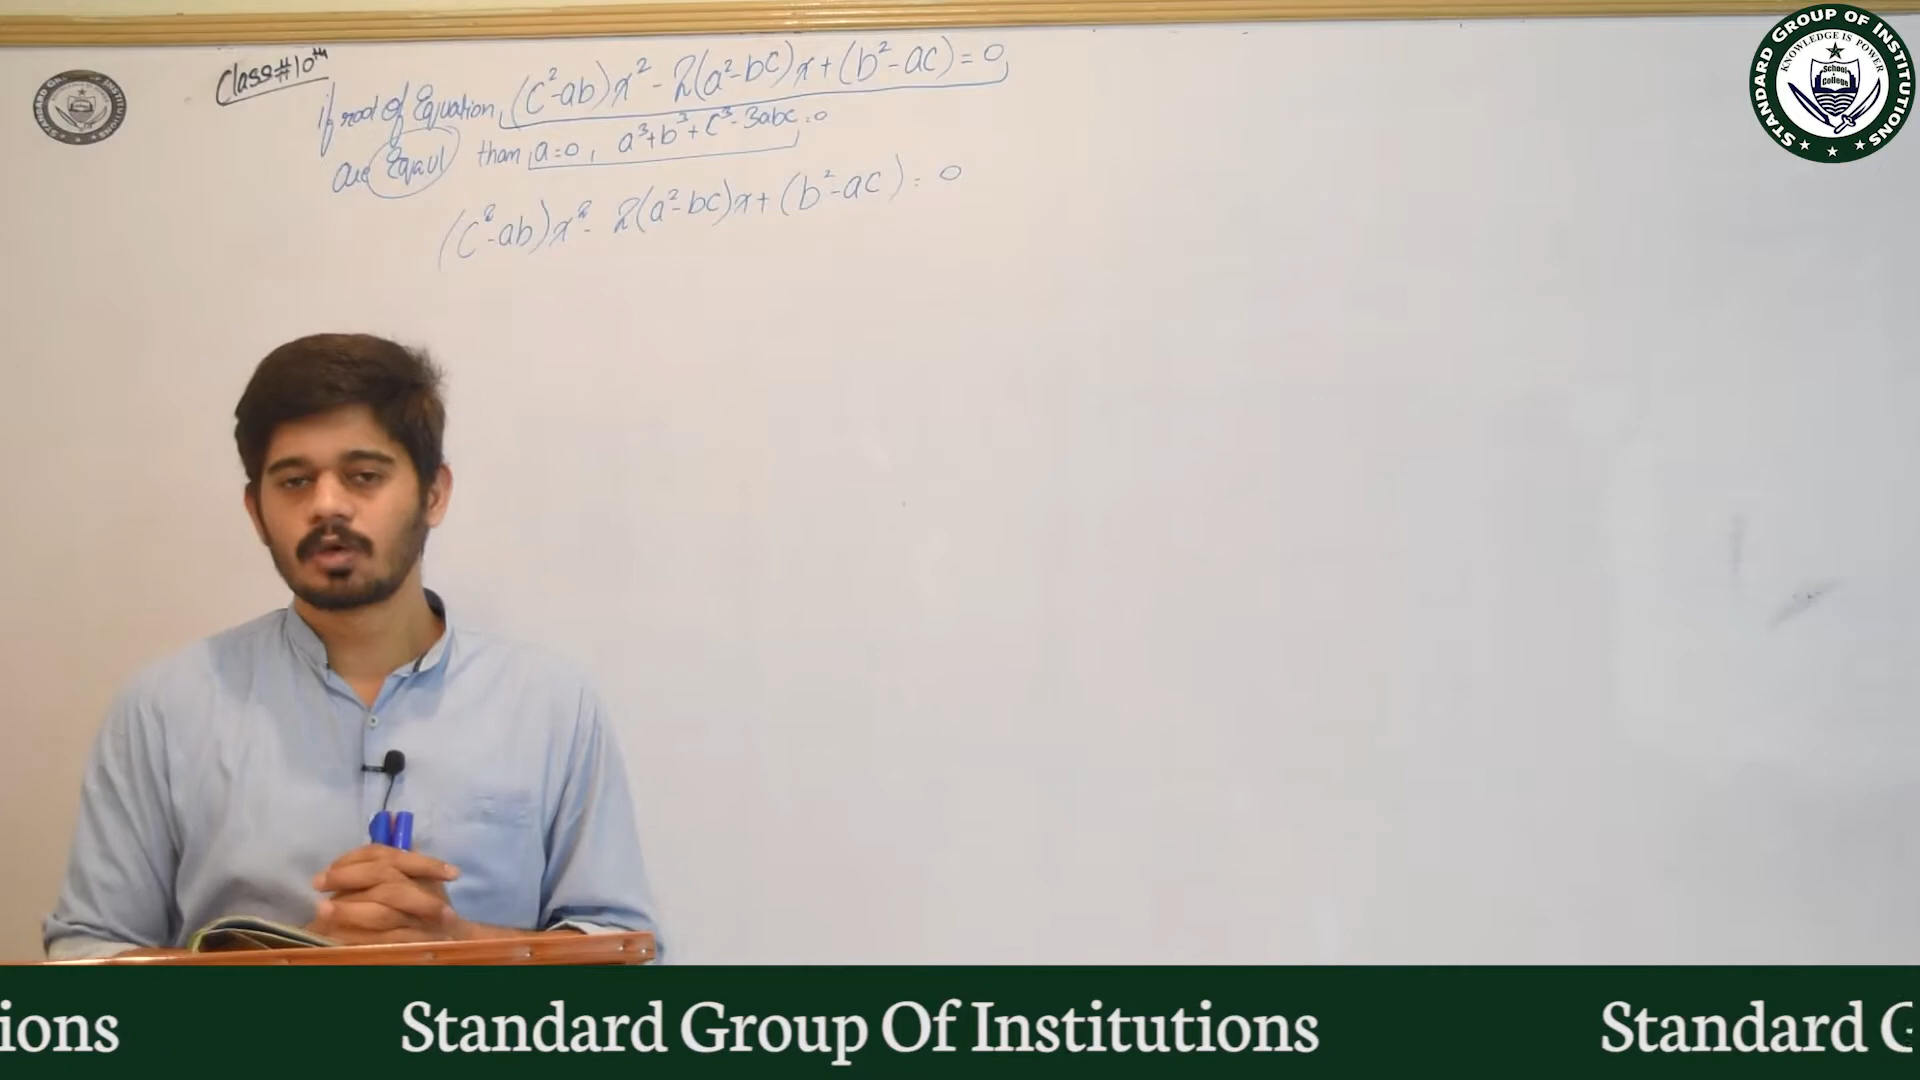 Class#10th
If root of Equation, (c²-ab)x² - 2(a²-bc)x + (b²-ac) = 0
are Eqaul than, a=0, a³+b³+c³-3abc=0
(c²-ab)x² - 2(a²-bc)x + (b²-ac) = 0
STANDARD GROUP OF INSTITUTIONS
KNOWLEDGE IS POWER
School
College
ions Standard Group Of Institutions Standard G